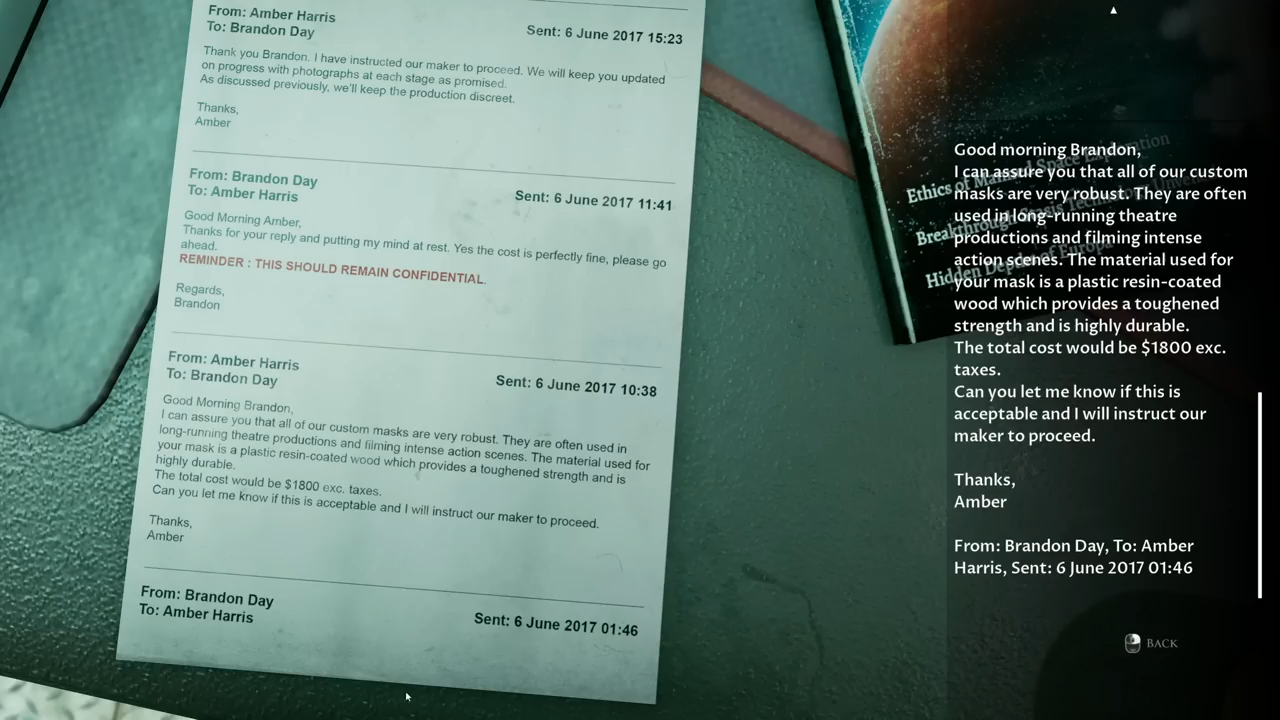 From: Amber Harris
To: Brandon Day
Sent: 6 June 2017 15:23
Thank you Brandon. I have instructed our maker to proceed. We will keep you updated
on progress with photographs at each stage as promised.
As discussed previously, we'll keep the production discreet.
Thanks,
Amber
From: Brandon Day
To: Amber Harris
Sent: 6 June 2017 11:41
Good Morning Amber,
Thanks for your reply and putting my mind at rest. Yes the cost is perfectly fine, please go
ahead.
REMINDER : THIS SHOULD REMAIN CONFIDENTIAL.
Regards,
Brandon
From: Amber Harris
To: Brandon Day
Sent: 6 June 2017 10:38
Good Morning Brandon,
I can assure you that all of our custom masks are very robust. They are often used in
long-running theatre productions and filming intense action scenes. The material used for
your mask is a plastic resin-coated wood which provides a toughened strength and is
highly durable.
The total cost would be $1800 exc. taxes.
Can you let me know if this is acceptable and I will instruct our maker to proceed.
Thanks,
Amber
From: Brandon Day
To: Amber Harris
Sent: 6 June 2017 01:46
Ethics of Manned Space Exploration
Breakthrough Stasis Technology
Hidden Depths of Europa
Good morning Brandon,
I can assure you that all of our custom
masks are very robust. They are often
used in long-running theatre
productions and filming intense
action scenes. The material used for
your mask is a plastic resin-coated
wood which provides a toughened
strength and is highly durable.
The total cost would be $1800 exc.
taxes.
Can you let me know if this is
acceptable and I will instruct our
maker to proceed.
Thanks,
Amber
From: Brandon Day, To: Amber
Harris, Sent: 6 June 2017 01:46
BACK